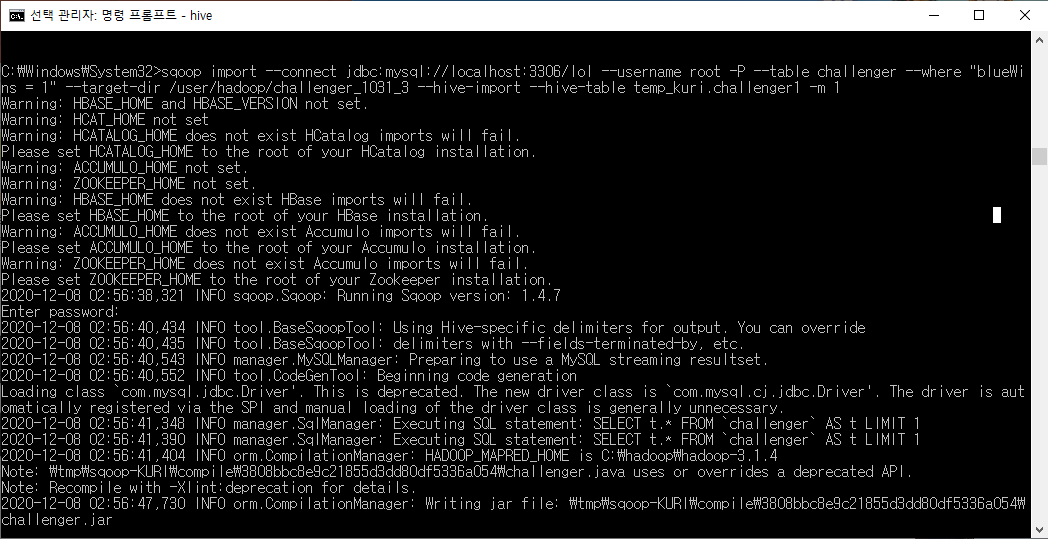 선택 관리자: 명령 프롬프트 - hive
C:₩Windows₩System32>sqoop import --connect jdbc:mysql://localhost:3306/lol --username root -P --table challenger --where "blueWi
ns = 1" --target-dir /user/hadoop/challenger_1031_3 --hive-import --hive-table temp_kuri.challenger1 -m 1
Warning: HBASE_HOME and HBASE_VERSION not set.
Warning: HCAT_HOME not set
Warning: HCATALOG_HOME does not exist HCatalog imports will fail.
Please set HCATALOG_HOME to the root of your HCatalog installation.
Warning: ACCUMULO_HOME not set.
Warning: ZOOKEEPER_HOME not set.
Warning: HBASE_HOME does not exist HBase imports will fail.
Please set HBASE_HOME to the root of your HBase installation.
Warning: ACCUMULO_HOME does not exist Accumulo imports will fail.
Please set ACCUMULO_HOME to the root of your Accumulo installation.
Warning: ZOOKEEPER_HOME does not exist Accumulo imports will fail.
Please set ZOOKEEPER_HOME to the root of your Zookeeper installation.
2020-12-08 02:56:38,321 INFO sqoop.Sqoop: Running Sqoop version: 1.4.7
Enter password:
2020-12-08 02:56:40,434 INFO tool.BaseSqoopTool: Using Hive-specific delimiters for output. You can override
2020-12-08 02:56:40,435 INFO tool.BaseSqoopTool: delimiters with --fields-terminated-by, etc.
2020-12-08 02:56:40,543 INFO manager.MySQLManager: Preparing to use a MySQL streaming resultset.
2020-12-08 02:56:40,552 INFO tool.CodeGenTool: Beginning code generation
Loading class `com.mysql.jdbc.Driver'. This is deprecated. The new driver class is `com.mysql.cj.jdbc.Driver'. The driver is aut
omatically registered via the SPI and manual loading of the driver class is generally unnecessary.
2020-12-08 02:56:41,348 INFO manager.SqlManager: Executing SQL statement: SELECT t.* FROM `challenger` AS t LIMIT 1
2020-12-08 02:56:41,390 INFO manager.SqlManager: Executing SQL statement: SELECT t.* FROM `challenger` AS t LIMIT 1
2020-12-08 02:56:41,404 INFO orm.CompilationManager: HADOOP_MAPRED_HOME is C:₩hadoop₩hadoop-3.1.4
Note: ₩tmp₩sqoop-KURI₩compile₩3808bbc8e9c21855d3dd80df5336a054₩challenger.java uses or overrides a deprecated API.
Note: Recompile with -Xlint:deprecation for details.
2020-12-08 02:56:47,730 INFO orm.CompilationManager: Writing jar file: ₩tmp₩sqoop-KURI₩compile₩3808bbc8e9c21855d3dd80df5336a054₩
challenger.jar